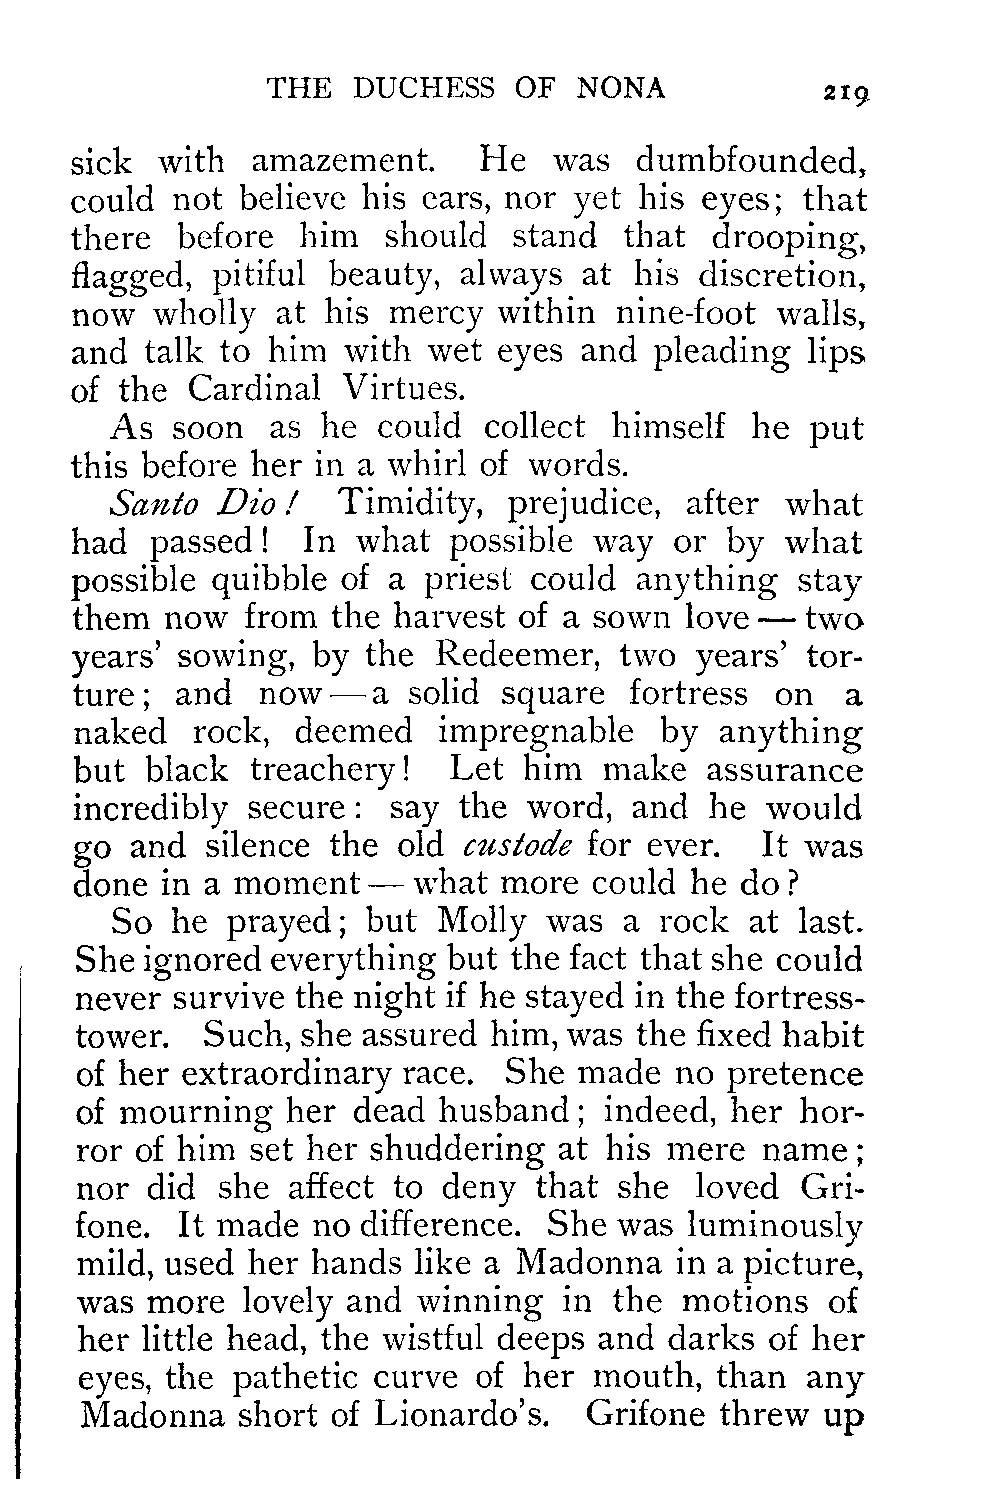 THE DUCHESS OF NONA 219
sick with amazement. He was dumbfounded,
could not believe his ears, nor yet his eyes; that
there before him should stand that drooping,
flagged, pitiful beauty, always at his discretion,
now wholly at his mercy within nine-foot walls,
and talk to him with wet eyes and pleading lips
of the Cardinal Virtues.
As soon as he could collect himself he put
this before her in a whirl of words.
Santo Dio! Timidity, prejudice, after what
had passed! In what possible way or by what
possible quibble of a priest could anything stay
them now from the harvest of a sown love — two
years' sowing, by the Redeemer, two years' tor-
ture; and now — a solid square fortress on a
naked rock, deemed impregnable by anything
but black treachery! Let him make assurance
incredibly secure: say the word, and he would
go and silence the old custode for ever. It was
done in a moment — what more could he do?
So he prayed; but Molly was a rock at last.
She ignored everything but the fact that she could
never survive the night if he stayed in the fortress-
tower. Such, she assured him, was the fixed habit
of her extraordinary race. She made no pretence
of mourning her dead husband; indeed, her hor-
ror of him set her shuddering at his mere name;
nor did she affect to deny that she loved Gri-
fone. It made no difference. She was luminously
mild, used her hands like a Madonna in a picture,
was more lovely and winning in the motions of
her little head, the wistful deeps and darks of her
eyes, the pathetic curve of her mouth, than any
Madonna short of Lionardo's. Grifone threw up